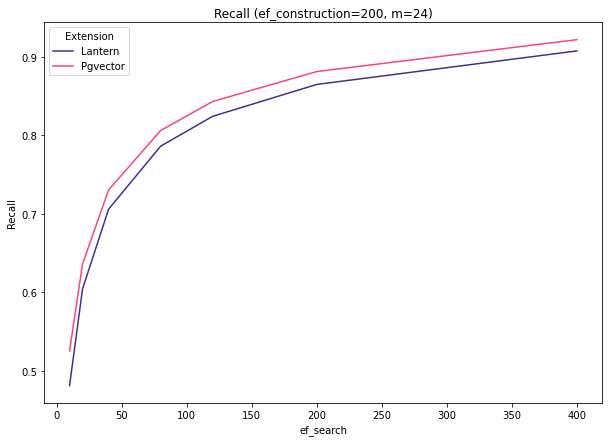 Recall (ef_construction=200, m=24)
Extension
Lantern
Pgvector
0.9
0.8
0.7
0.6
0.5
Recall
0
50
100
150
200
250
300
350
400
ef_search